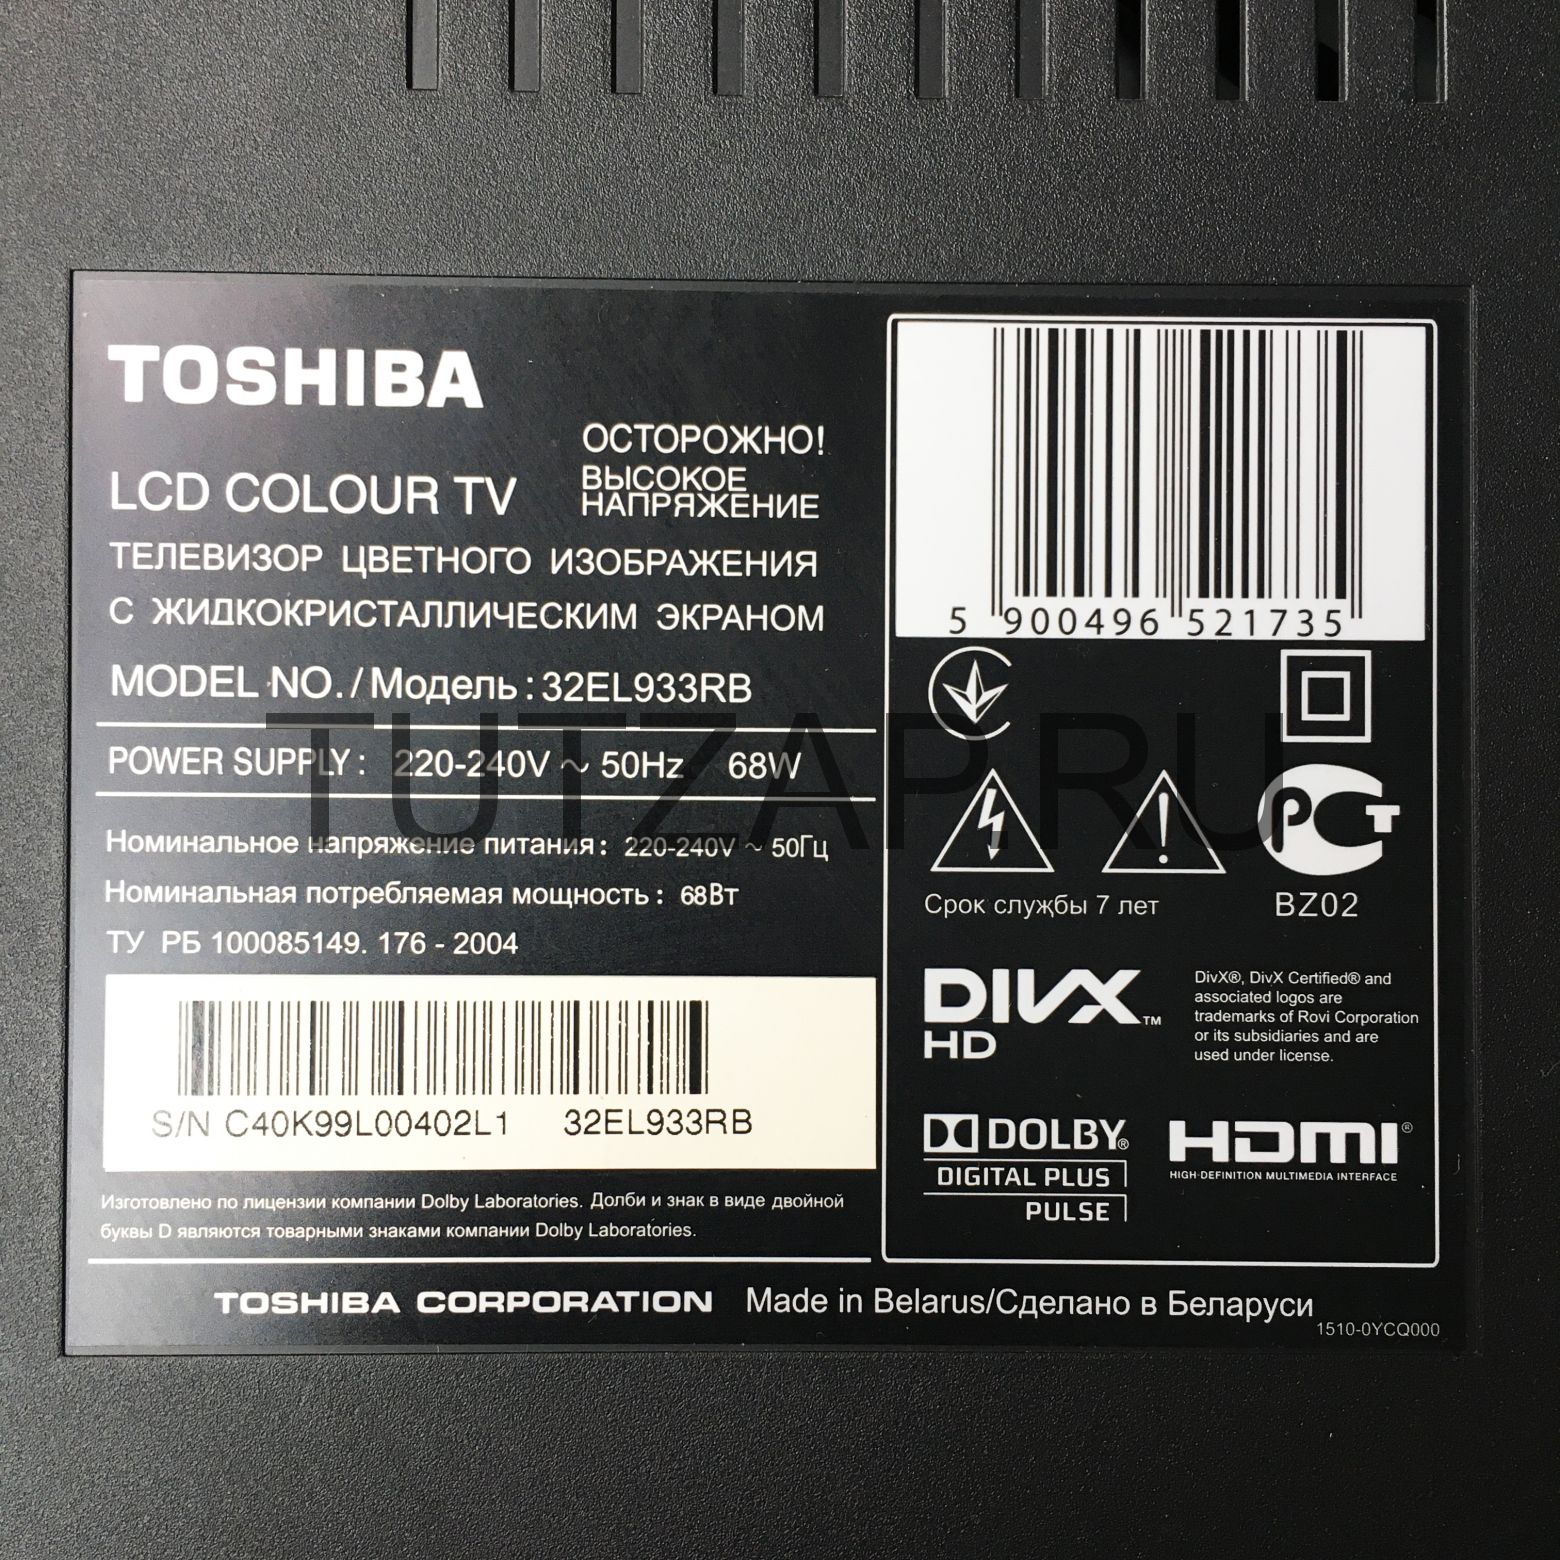 TOSHIBA
ОСТОРОЖНО!
ВЫСОКОЕ
НАПРЯЖЕНИЕ
LCD COLOUR TV
ТЕЛЕВИЗОР ЦВЕТНОГО ИЗОБРАЖЕНИЯ
С ЖИДКОКРИСТАЛЛИЧЕСКИМ ЭКРАНОМ
MODEL NO./Модель: 32EL933RB
POWER SUPPLY: 220-240V ~ 50Hz 68W
Номинальное напряжение питания: 220-240V ~ 50Гц
Номинальная потребляемая мощность: 68Вт
ТУ РБ 100085149. 176 - 2004
S/N C40K99L00402L1 32EL933RB
Изготовлено по лицензии компании Dolby Laboratories. Долби и знак в виде двойной
буквы D являются товарными знаками компании Dolby Laboratories.
5 900496 521735
TUTZAP.RU
РСТ
Срок службы 7 лет
BZ02
DIVX™
HD
DivX®, DivX Certified® and
associated logos are
trademarks of Rovi Corporation
or its subsidiaries and are
used under license.
DOLBY®
DIGITAL PLUS
PULSE
HDMI®
HIGH-DEFINITION MULTIMEDIA INTERFACE
TOSHIBA CORPORATION Made in Belarus/Сделано в Беларуси
1510-0YCQ000